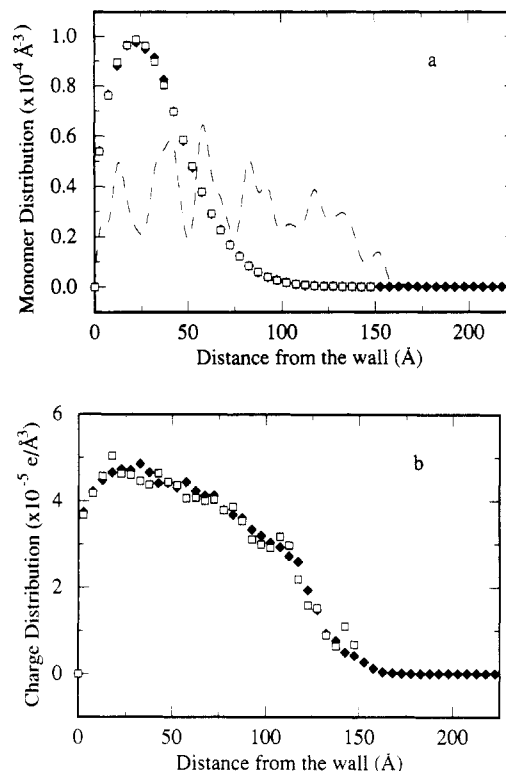 a
Monomer Distribution (x10⁻⁴ Å⁻³)
1.0
0.8
0.6
0.4
0.2
0.0
0 50 100 150 200
Distance from the wall (Å)
b
Charge Distribution (x10⁻⁵ e/Å³)
6
4
2
0
0 50 100 150 200
Distance from the wall (Å)